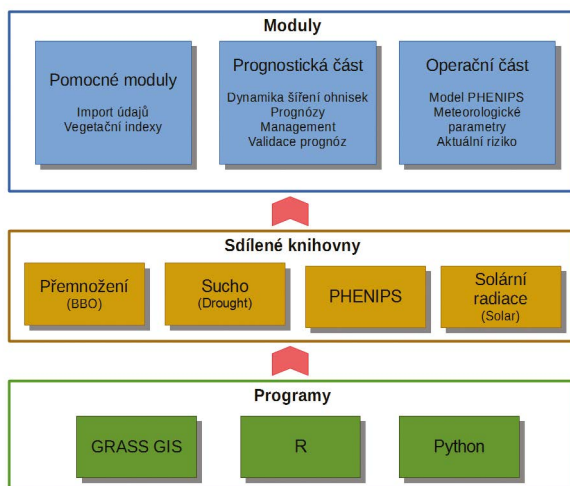 Moduly
Pomocné moduly
Import údajů
Vegetační indexy
Prognostická část
Dynamika šíření ohnisek
Prognózy
Management
Validace prognóz
Operační část
Model PHENIPS
Meteorologické
parametry
Aktuální riziko
Sdílené knihovny
Přemnožení
(BBO)
Sucho
(Drought)
PHENIPS
Solární
radiace
(Solar)
Programy
GRASS GIS
R
Python